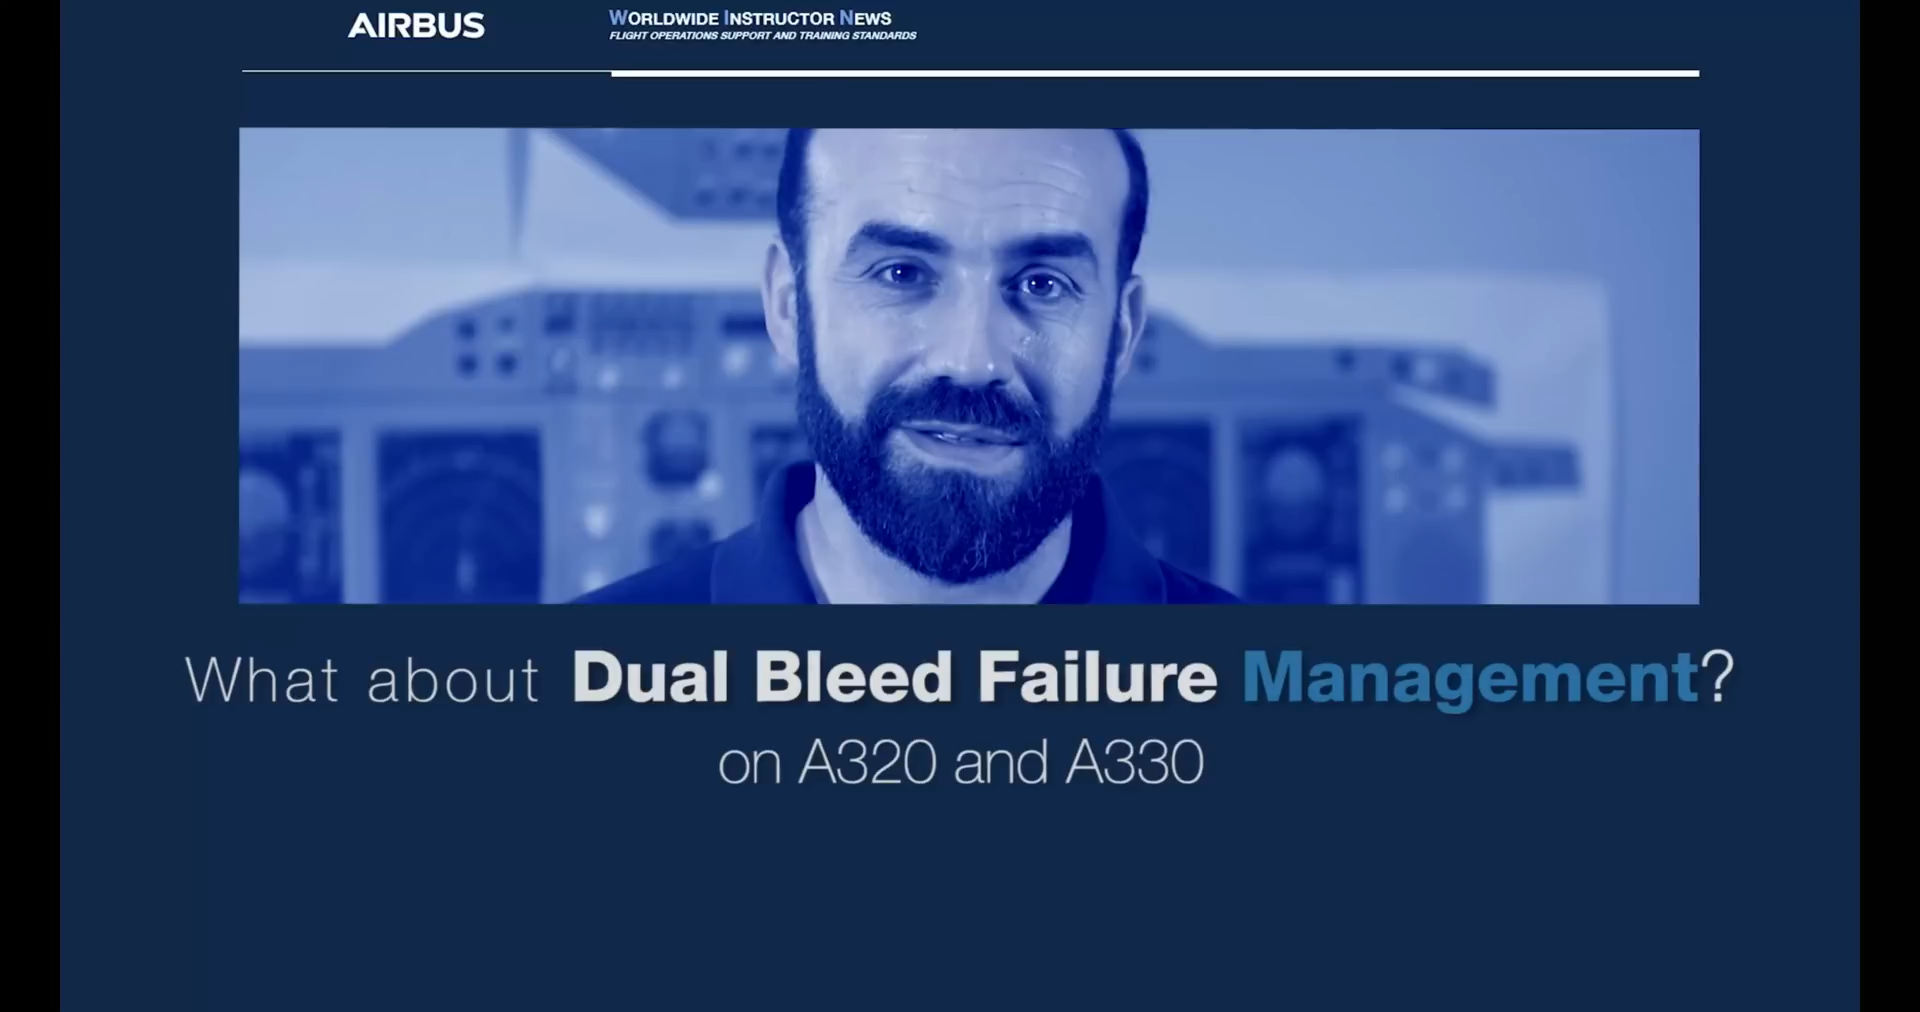 AIRBUS
WORLDWIDE INSTRUCTOR NEWS
FLIGHT OPERATIONS SUPPORT AND TRAINING STANDARDS
What about Dual Bleed Failure Management?
on A320 and A330